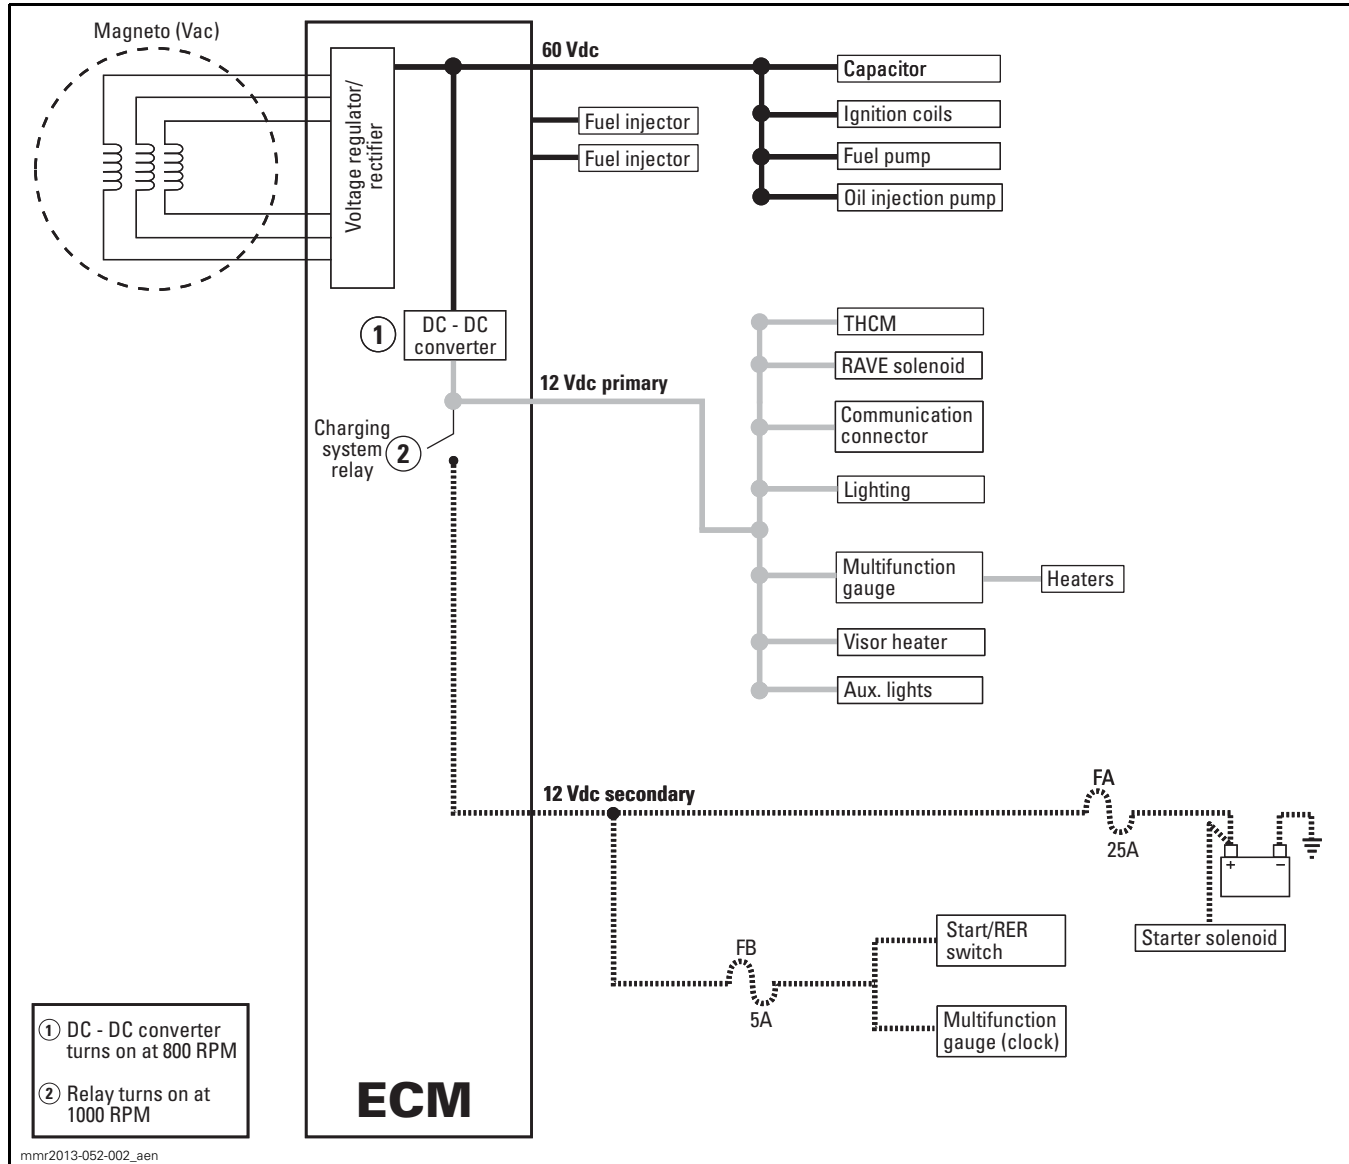 Magneto (Vac)
Voltage regulator/
rectifier
60 Vdc
Capacitor
Ignition coils
Fuel pump
Oil injection pump
Fuel injector
Fuel injector
1
DC - DC
converter
12 Vdc primary
Charging
system
relay
2
THCM
RAVE solenoid
Communication
connector
Lighting
Multifunction
gauge
Heaters
Visor heater
Aux. lights
12 Vdc secondary
FA
25A
+
−
Starter solenoid
FB
5A
Start/RER
switch
Multifunction
gauge (clock)
1 DC - DC converter
turns on at 800 RPM
2 Relay turns on at
1000 RPM
ECM
mmr2013-052-002_aen